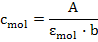 c_mol = A / (ε_mol · b)